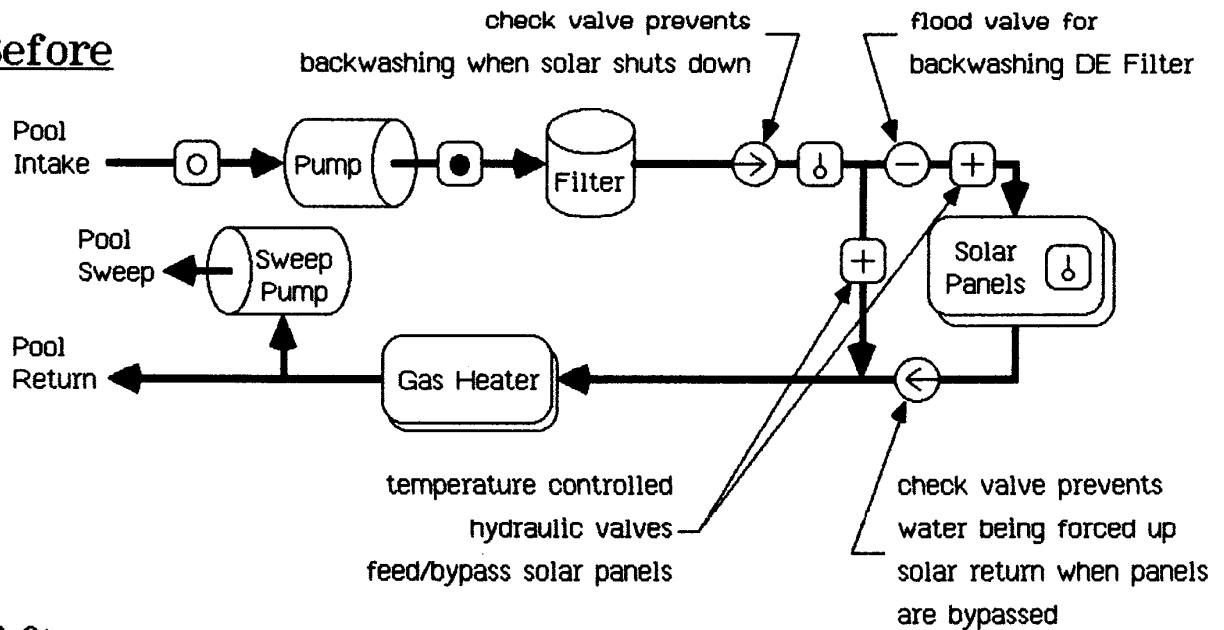 Before
check valve prevents
backwashing when solar shuts down
flood valve for
backwashing DE Filter
Pool
Intake
Pump
Filter
Pool
Sweep
Sweep
Pump
Solar
Panels
Pool
Return
Gas Heater
temperature controlled
hydraulic valves
feed/bypass solar panels
check valve prevents
water being forced up
solar return when panels
are bypassed